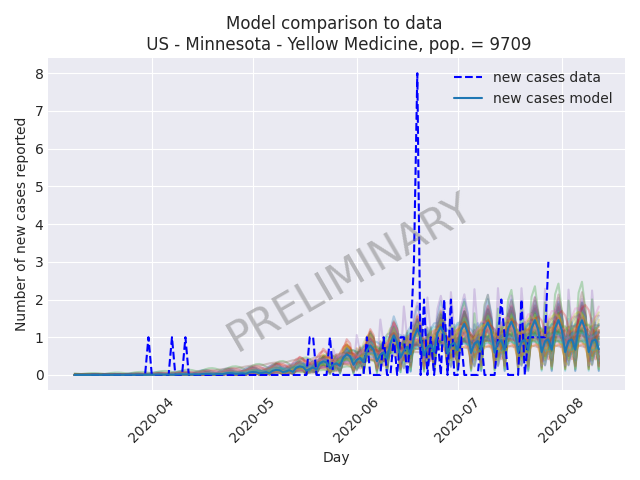 Model comparison to data
US - Minnesota - Yellow Medicine, pop. = 9709
new cases data
new cases model
8
7
6
5
4
3
2
1
0
Number of new cases reported
PRELIMINARY
2020-04
2020-05
2020-06
2020-07
2020-08
Day